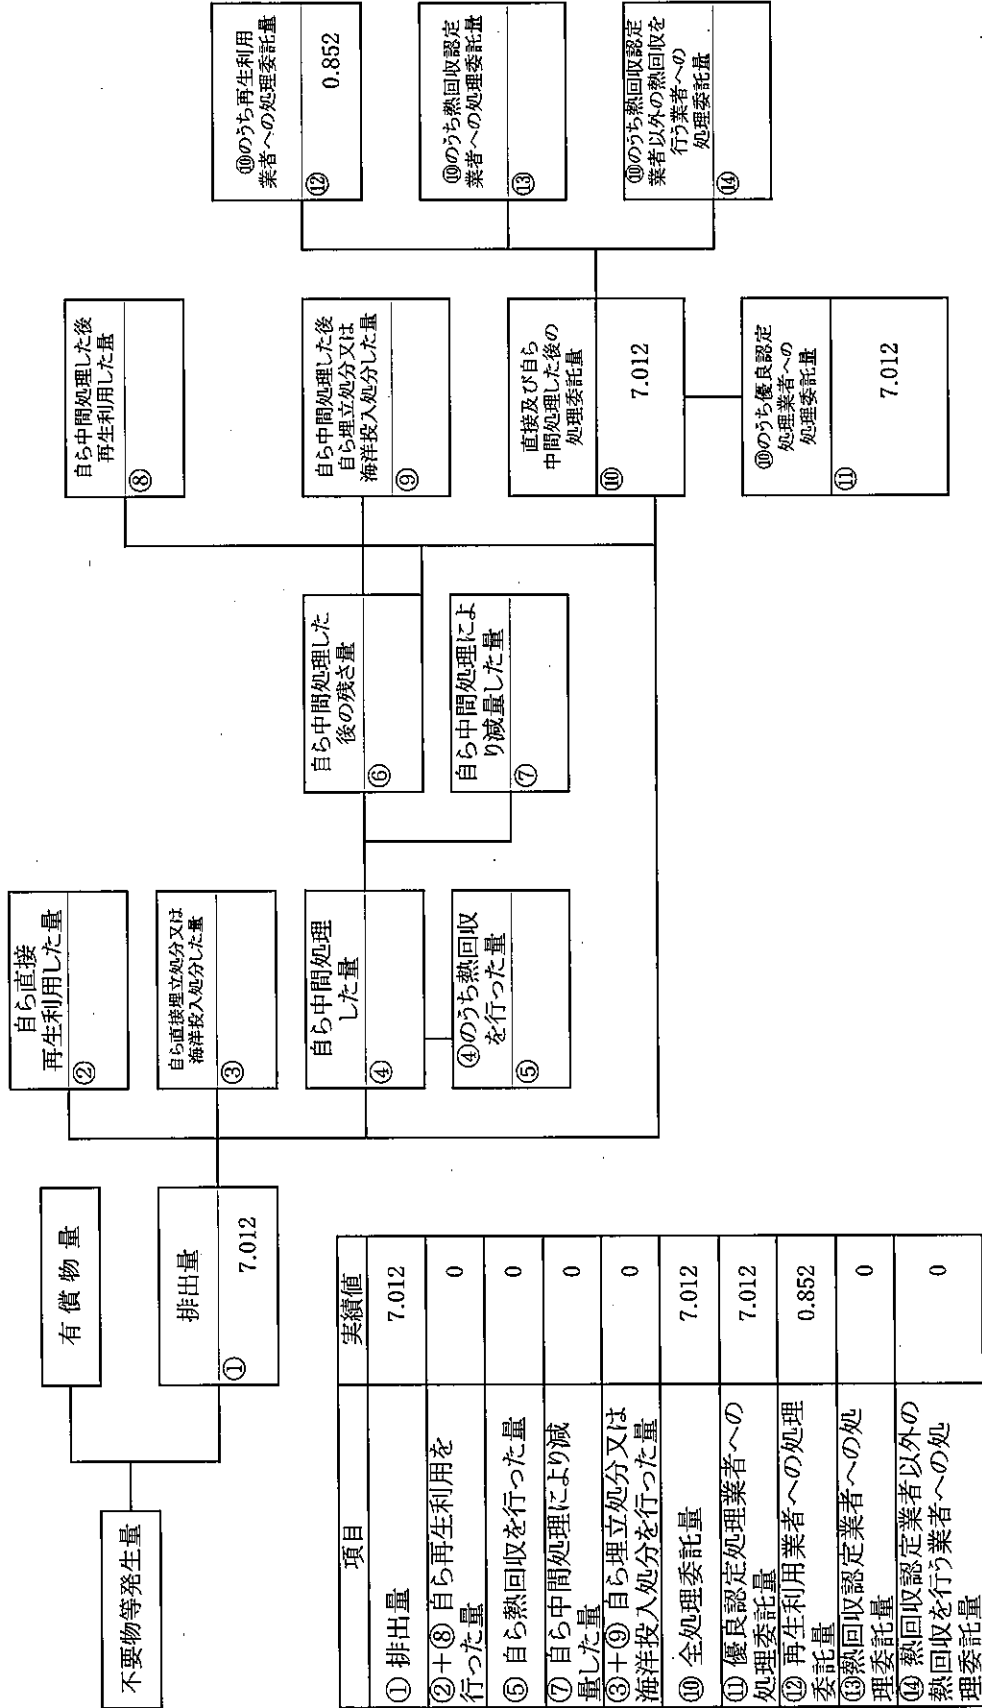 不要物等発生量
有償物量
排出量
①
7.012
自ら直接
再生利用した量
②
自ら直接埋立処分又は
海洋投入処分した量
③
自ら中間処理
した量
④
④のうち熱回収
を行った量
⑤
自ら中間処理した
後の残さ量
⑥
自ら中間処理によ
り減量した量
⑦
自ら中間処理した後
再生利用した量
⑧
自ら中間処理した後
自ら埋立処分又は
海洋投入処分した量
⑨
直接及び自ら
中間処理した後の
処理委託量
⑩
7.012
⑩のうち優良認定
処理業者への
処理委託量
⑪
7.012
⑩のうち再生利用
業者への処理委託量
⑫
0.852
⑩のうち熱回収認定
業者への処理委託量
⑬
⑩のうち熱回収認定
業者以外の熱回収を
行う業者への
処理委託量
⑭
項目 実績値
① 排出量 7.012
②+⑧ 自ら再生利用を
行った量 0
⑤ 自ら熱回収を行った量 0
⑦ 自ら中間処理により減
量した量 0
③+⑨ 自ら埋立処分又は
海洋投入処分を行った量 0
⑩ 全処理委託量 7.012
⑪ 優良認定処理業者への
処理委託量 7.012
⑫ 再生利用業者への処理
委託量 0.852
⑬熱回収認定業者への処
理委託量 0
⑭ 熱回収認定業者以外の
熱回収を行う業者への処
理委託量 0